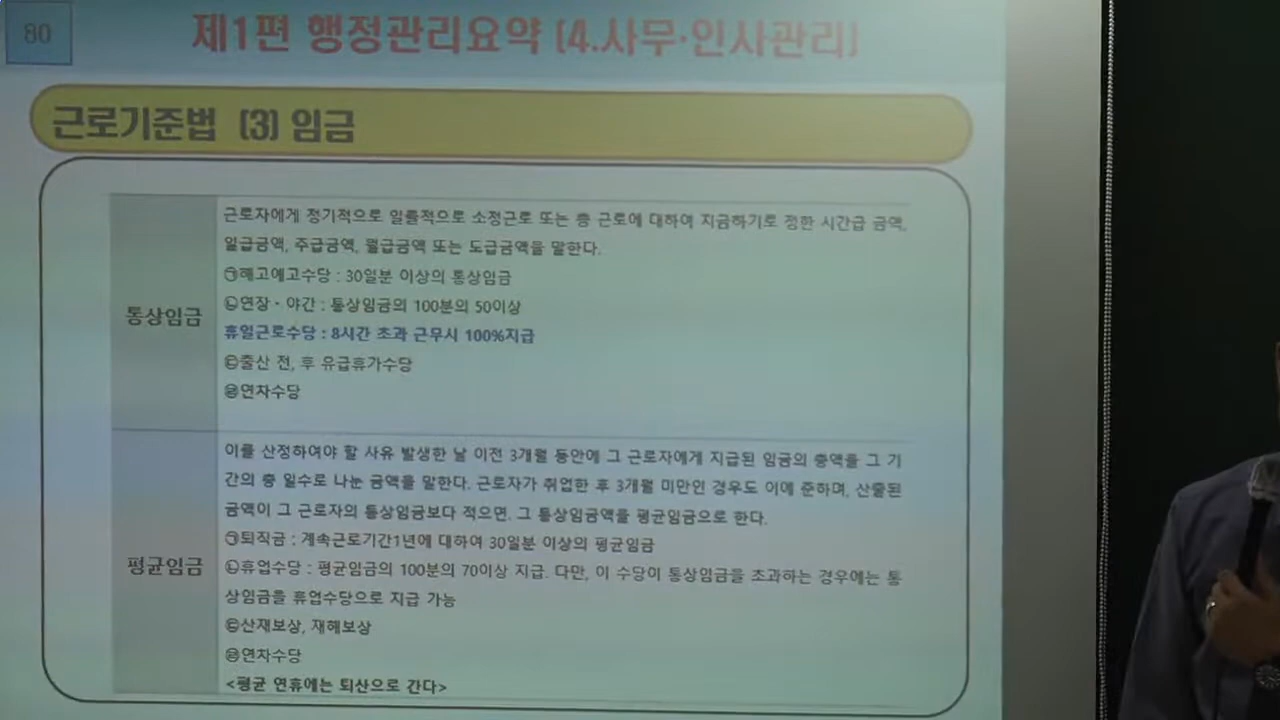 80
제1편 행정관리요약 [4.사무·인사관리]
근로기준법 (3) 임금
통상임금
근로자에게 정기적으로 일률적으로 소정근로 또는 총 근로에 대하여 지급하기로 정한 시간급 금액,
일급금액, 주급금액, 월급금액 또는 도급금액을 말한다.
㉠해고예고수당 : 30일분 이상의 통상임금
㉡연장·야간 : 통상임금의 100분의 50이상
휴일근로수당 : 8시간 초과 근무시 100%지급
㉢출산 전, 후 유급휴가수당
㉣연차수당
평균임금
이를 산정하여야 할 사유 발생한 날 이전 3개월 동안에 그 근로자에게 지급된 임금의 총액을 그 기
간의 총 일수로 나눈 금액을 말한다. 근로자가 취업한 후 3개월 미만인 경우도 이에 준하며, 산출된
금액이 그 근로자의 통상임금보다 적으면, 그 통상임금액을 평균임금으로 한다.
㉠퇴직금 : 계속근로기간1년에 대하여 30일분 이상의 평균임금
㉡휴업수당 : 평균임금의 100분의 70이상 지급. 다만, 이 수당이 통상임금을 초과하는 경우에는 통
상임금을 휴업수당으로 지급 가능
㉢산재보상, 재해보상
㉣연차수당
<평균 연휴에는 퇴산으로 간다>